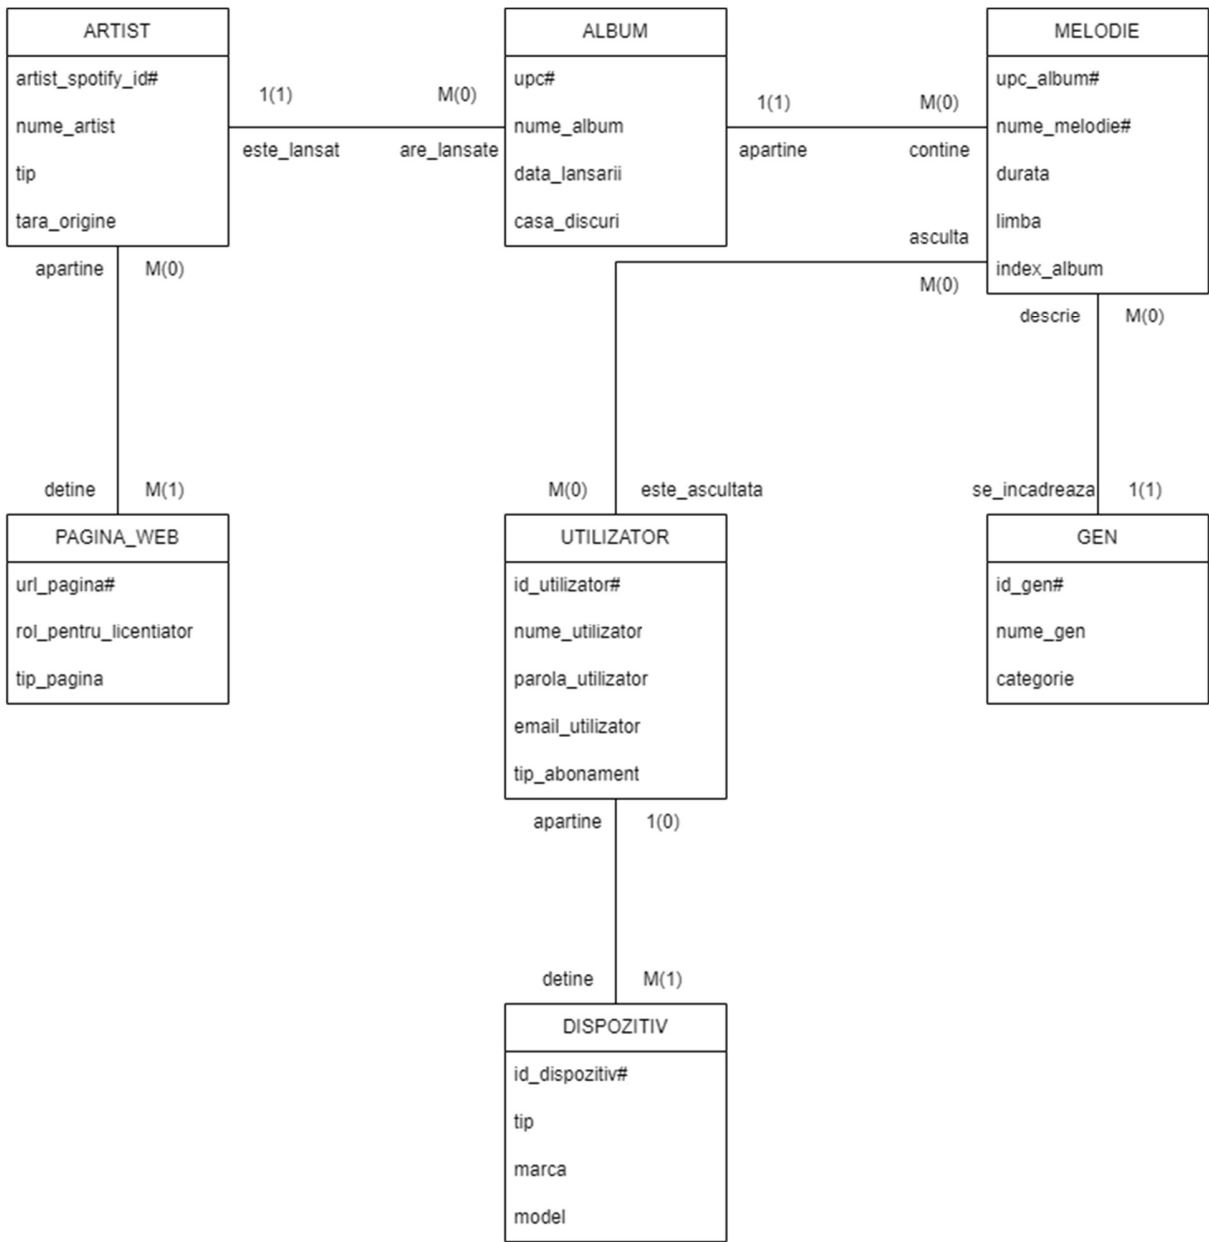 ARTIST
artist_spotify_id#
nume_artist
tip
tara_origine
1(1)
M(0)
este_lansat
are_lansate
ALBUM
upc#
nume_album
data_lansarii
casa_discuri
1(1)
M(0)
apartine
contine
MELODIE
upc_album#
nume_melodie#
durata
limba
index_album
asculta
M(0)
apartine
M(0)
descrie
M(0)
detine
M(1)
M(0)
este_ascultata
se_incadreaza
1(1)
PAGINA_WEB
url_pagina#
rol_pentru_licentiator
tip_pagina
UTILIZATOR
id_utilizator#
nume_utilizator
parola_utilizator
email_utilizator
tip_abonament
GEN
id_gen#
nume_gen
categorie
apartine
1(0)
detine
M(1)
DISPOZITIV
id_dispozitiv#
tip
marca
model